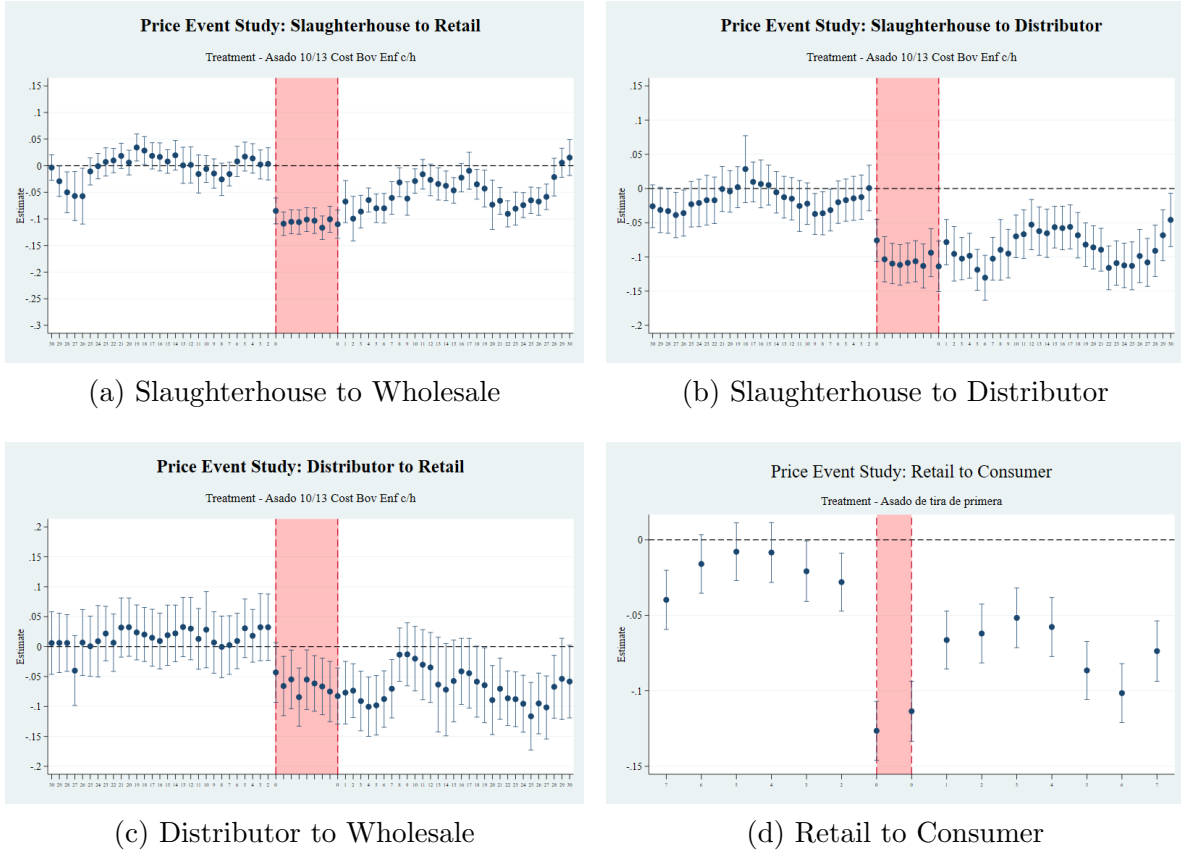 Price Event Study: Slaughterhouse to Retail
Treatment - Asado 10/13 Cost Bov Enf c/h
Estimate
.15
.1
.05
0
-.05
-.1
-.15
-.2
-.25
-.3
(a) Slaughterhouse to Wholesale
Price Event Study: Slaughterhouse to Distributor
Treatment - Asado 10/13 Cost Bov Enf c/h
Estimate
.15
.1
.05
0
-.05
-.1
-.15
-.2
(b) Slaughterhouse to Distributor
Price Event Study: Distributor to Retail
Treatment - Asado 10/13 Cost Bov Enf c/h
Estimate
.2
.15
.1
.05
0
-.05
-.1
-.15
-.2
(c) Distributor to Wholesale
Price Event Study: Retail to Consumer
Treatment - Asado de tira de primera
Estimate
0
-.05
-.1
-.15
7 6 5 4 3 2 0 0 1 2 3 4 5 6 7
(d) Retail to Consumer